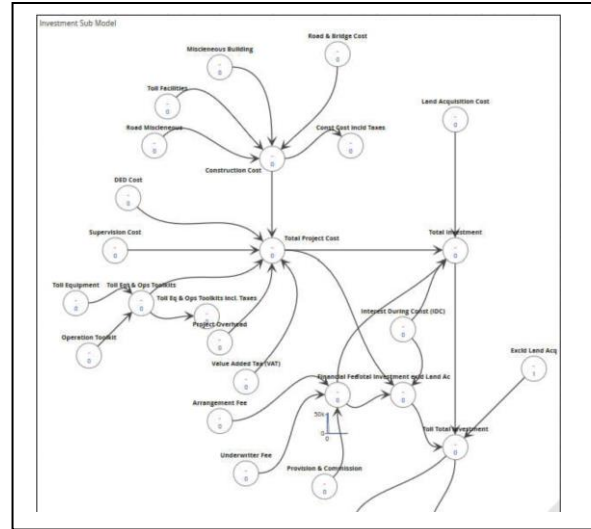 Investment Sub Model
Road & Bridge Cost
Miscleneous Building
Toll Facilities
Land Acquisition Cost
Road Miscleneous
Const Cost Incld Taxes
Construction Cost
DED Cost
Supervision Cost
Total Project Cost
Total Investment
Toll Equipment
Toll Eq& Ops Toolkits
Toll Eq & Ops Toolkits Incl. Taxes
Interest During Const (IDC)
Project Overhead
Operation Toolkit
Excld Land Acq
Value Added Tax (VAT)
Financial Fee
Total Investment excl Land Ac
Arrangement Fee
50x
0
0
Toll Total Investment
Underwriter Fee
Provision & Commission